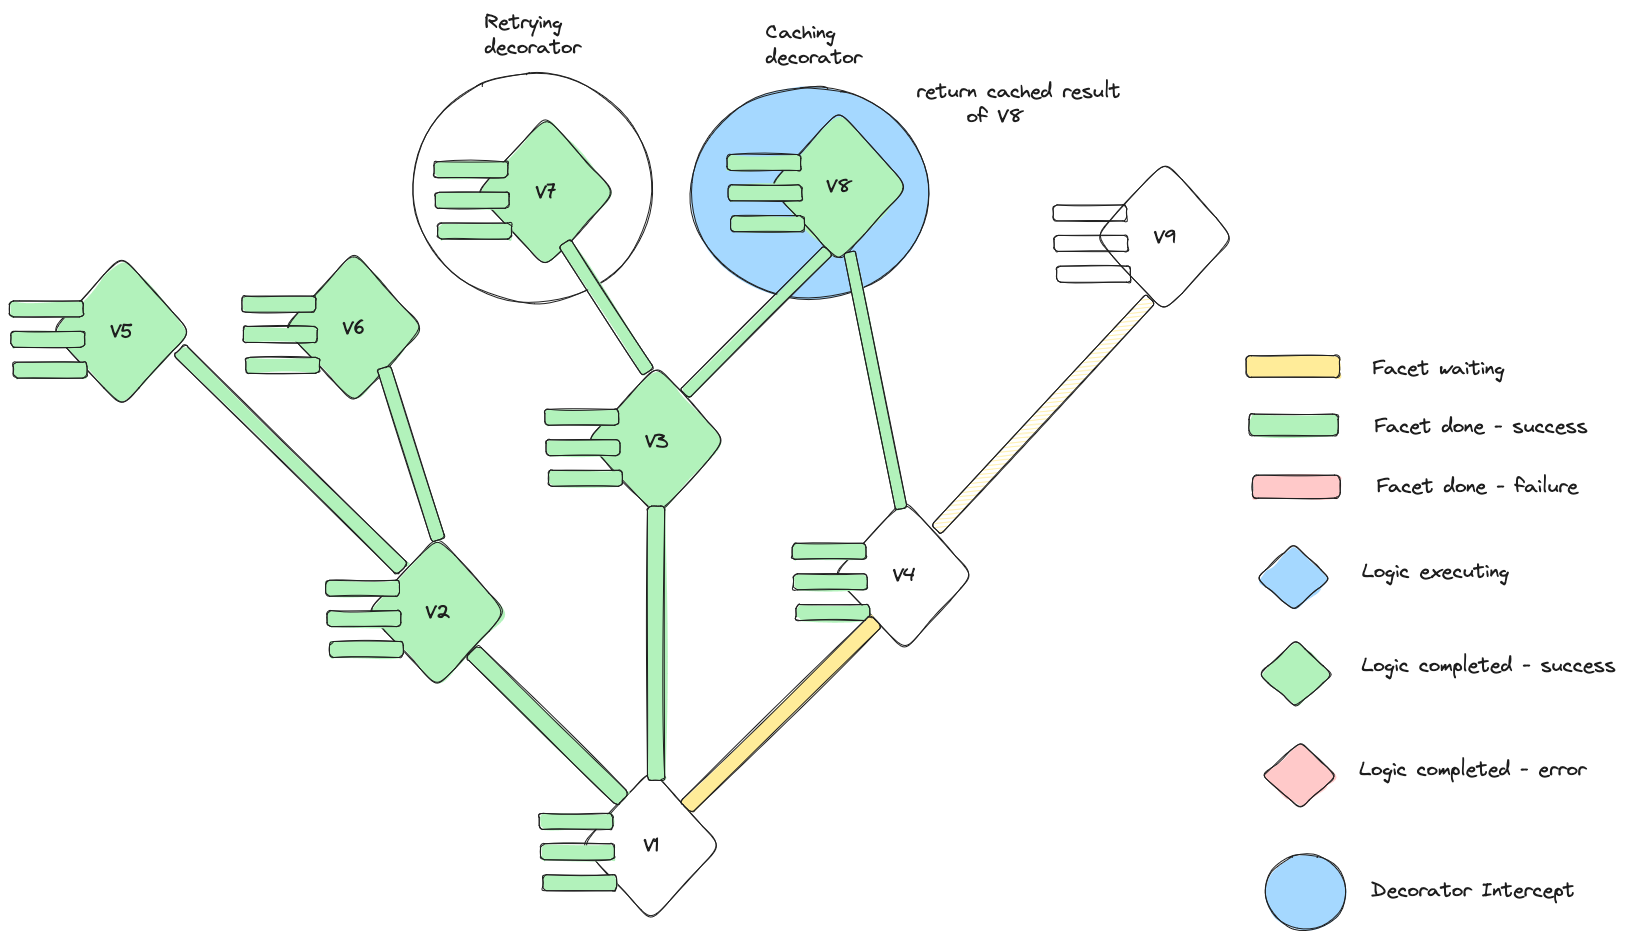 Retrying
decorator
Caching
decorator
return cached result
of V8
V7
V8
V9
V5
V6
V3
V4
V2
V1
Facet waiting
Facet done - success
Facet done - failure
Logic executing
Logic completed - success
Logic completed - error
Decorator Intercept